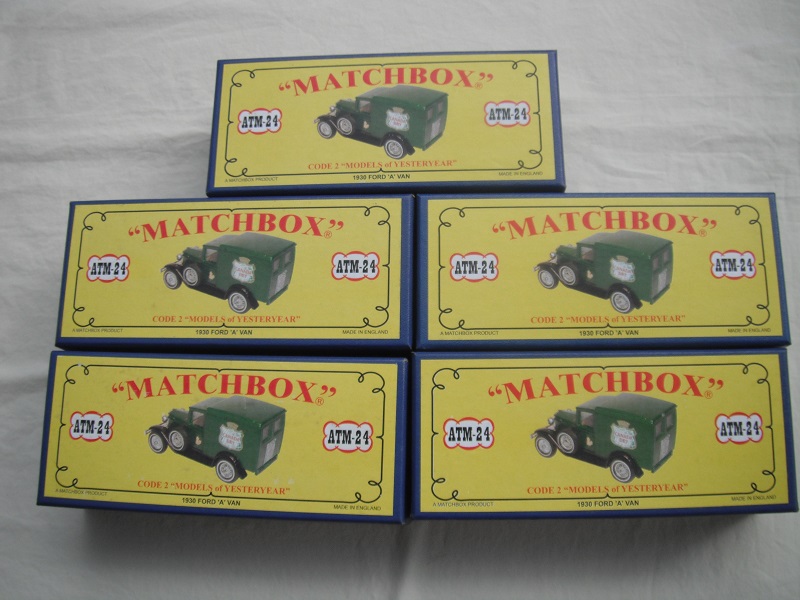 "MATCHBOX"®
ATM-24 ATM-24
CODE 2 "MODELS of YESTERYEAR"
A MATCHBOX PRODUCT 1930 FORD 'A' VAN MADE IN ENGLAND
"MATCHBOX"®
ATM-24 ATM-24
CODE 2 "MODELS of YESTERYEAR"
A MATCHBOX PRODUCT 1930 FORD 'A' VAN MADE IN ENGLAND
"MATCHBOX"®
ATM-24 ATM-24
CODE 2 "MODELS of YESTERYEAR"
A MATCHBOX PRODUCT 1930 FORD 'A' VAN MADE IN ENGLAND
"MATCHBOX"®
ATM-24 ATM-24
CODE 2 "MODELS of YESTERYEAR"
A MATCHBOX PRODUCT 1930 FORD 'A' VAN MADE IN ENGLAND
"MATCHBOX"®
ATM-24 ATM-24
CODE 2 "MODELS of YESTERYEAR"
A MATCHBOX PRODUCT 1930 FORD 'A' VAN MADE IN ENGLAND